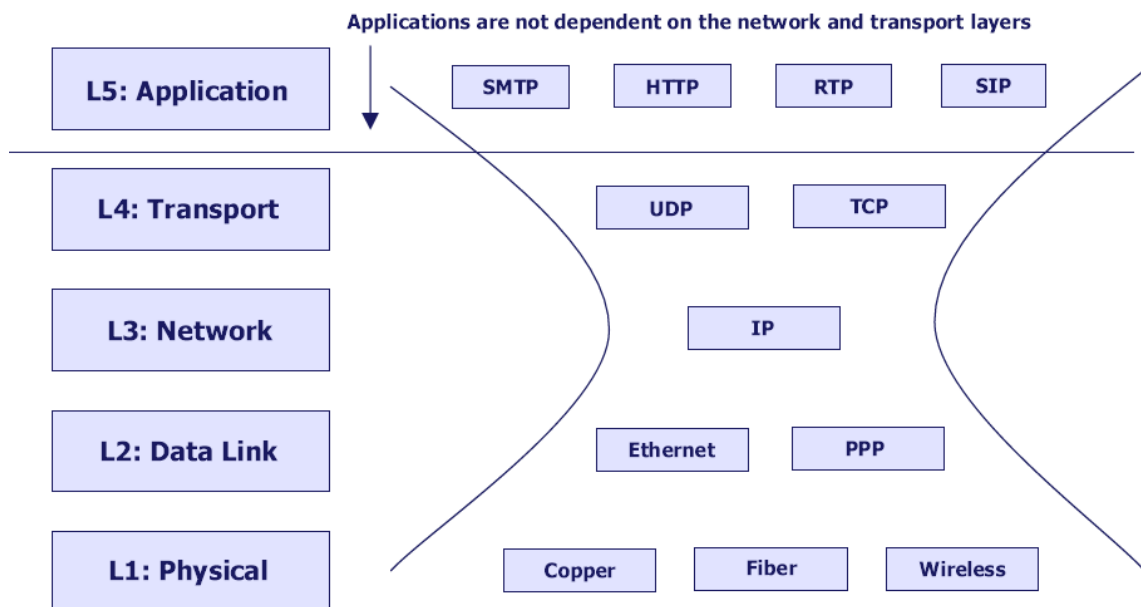 Applications are not dependent on the network and transport layers
L5: Application
SMTP
HTTP
RTP
SIP
L4: Transport
UDP
TCP
L3: Network
IP
L2: Data Link
Ethernet
PPP
L1: Physical
Copper
Fiber
Wireless